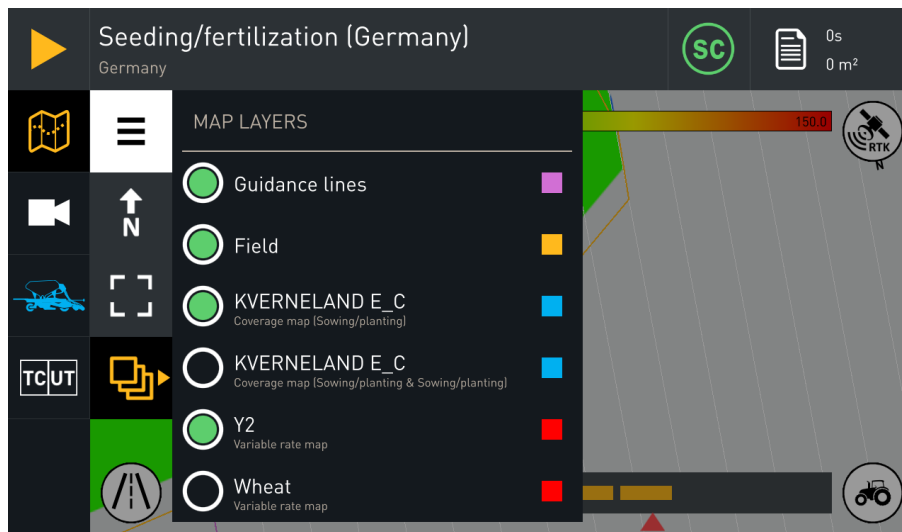 Seeding/fertilization (Germany)
Germany
SC
0s
0 m²
MAP LAYERS
150.0
RTK
N
Guidance lines
N
Field
KVERNELAND E_C
Coverage map (Sowing/planting)
KVERNELAND E_C
Coverage map (Sowing/planting & Sowing/planting)
TC UT
Y2
Variable rate map
Wheat
Variable rate map